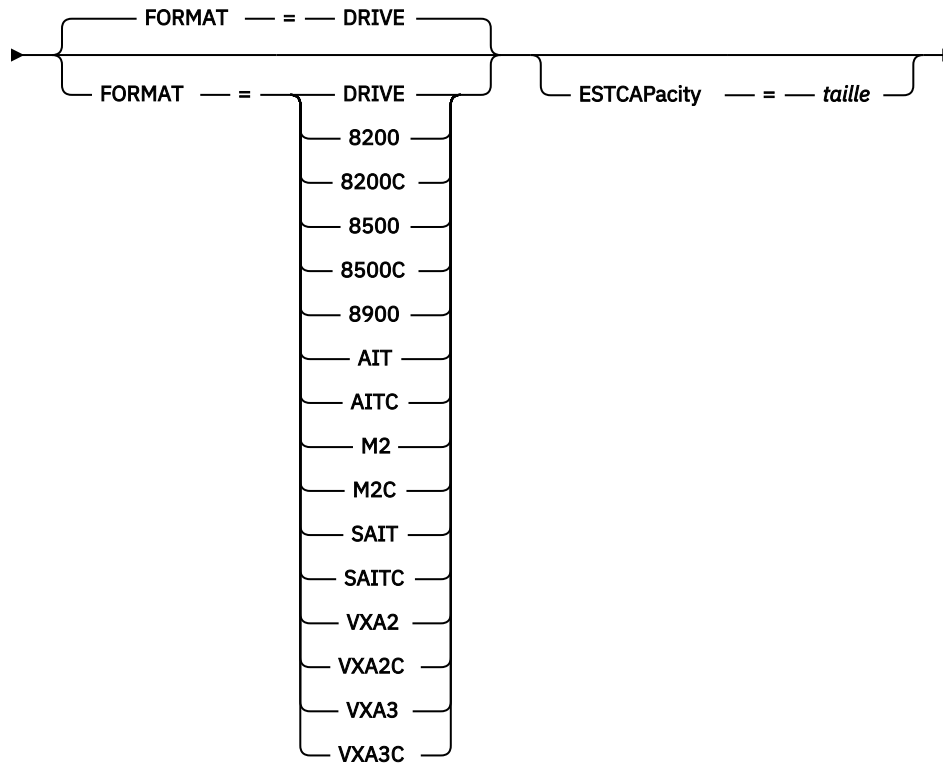 FORMAT = DRIVE
FORMAT = DRIVE ESTCAPacity = taille
8200
8200C
8500
8500C
8900
AIT
AITC
M2
M2C
SAIT
SAITC
VXA2
VXA2C
VXA3
VXA3C